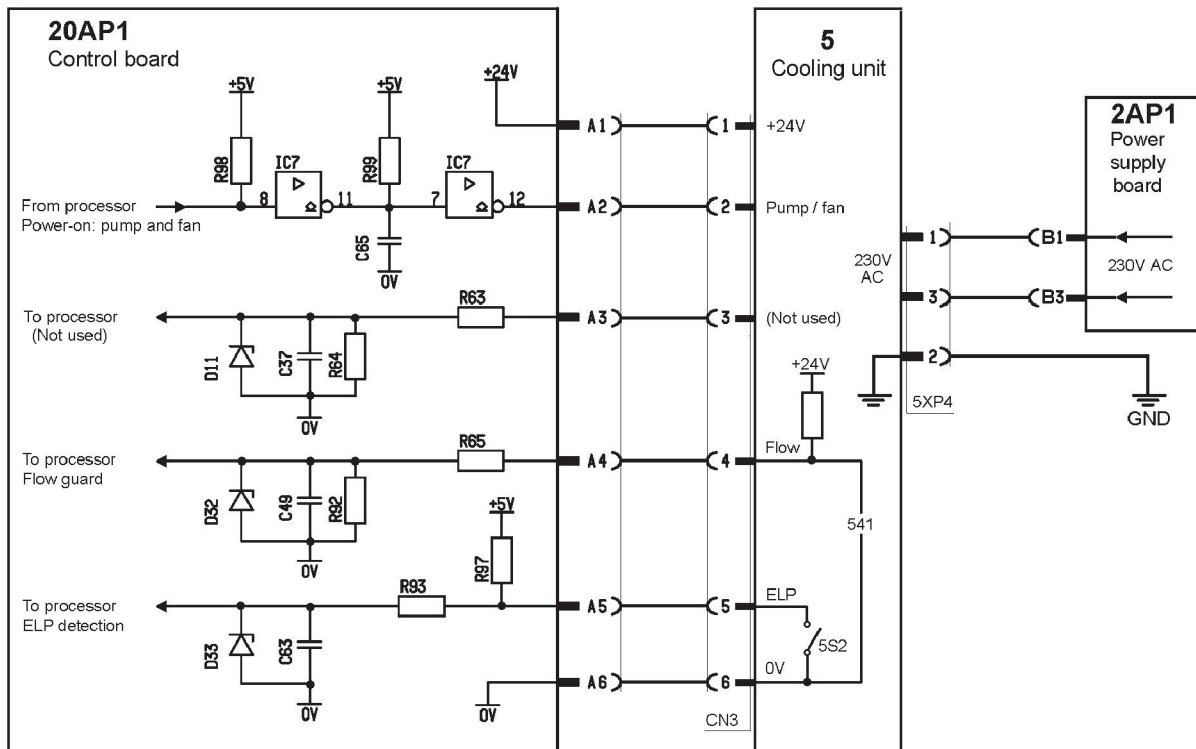 20AP1
Control board
+5V
+5V
+24V
R98
IC7
R99
IC7
8
11
7
12
C65
0V
From processor
Power-on: pump and fan
To processor
(Not used)
R63
D11
C37
R64
0V
To processor
Flow guard
R65
D32
C49
R92
0V
+5V
R97
To processor
ELP detection
R93
D33
C63
0V
0V
A1
A2
A3
A4
A5
A6
1
2
3
4
5
6
CN3
5
Cooling unit
+24V
Pump / fan
(Not used)
+24V
Flow
541
ELP
5S2
0V
230V
AC
1
3
2
5XP4
B1
B3
GND
2AP1
Power
supply
board
230V AC